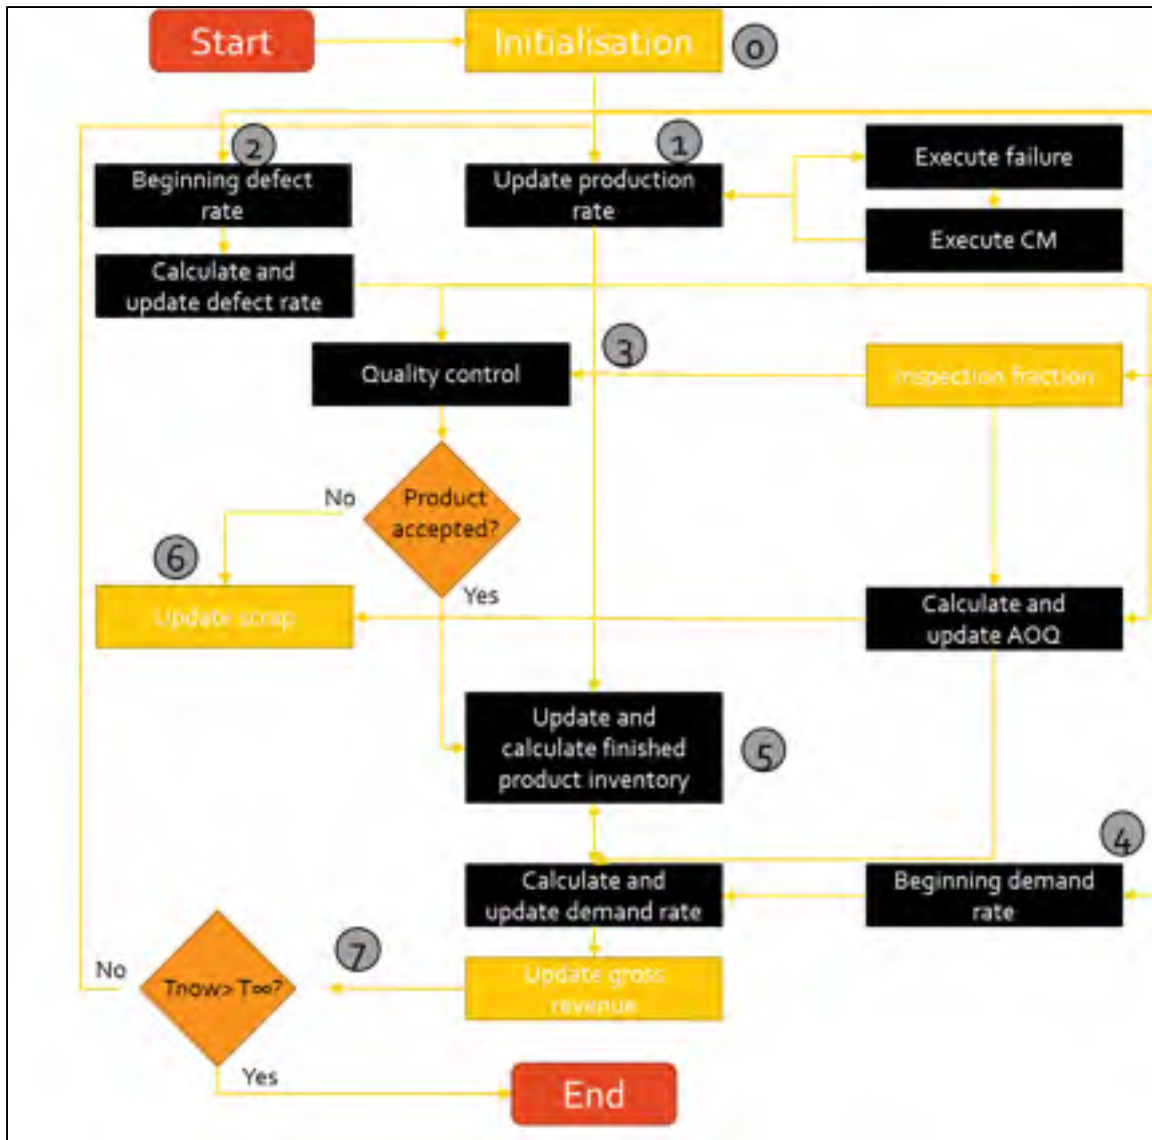 Start
Initialisation
0
2
1
Beginning defect
rate
Update production
rate
Execute failure
Execute CM
Calculate and
update defect rate
3
Quality control
Inspection fraction
No
Product
accepted?
6
Yes
Update scrap
Calculate and
update AOQ
Update and
calculate finished
product inventory
5
4
Calculate and
update demand rate
Beginning demand
rate
7
No
Tnow> T∞?
Update gross
revenue
Yes
End